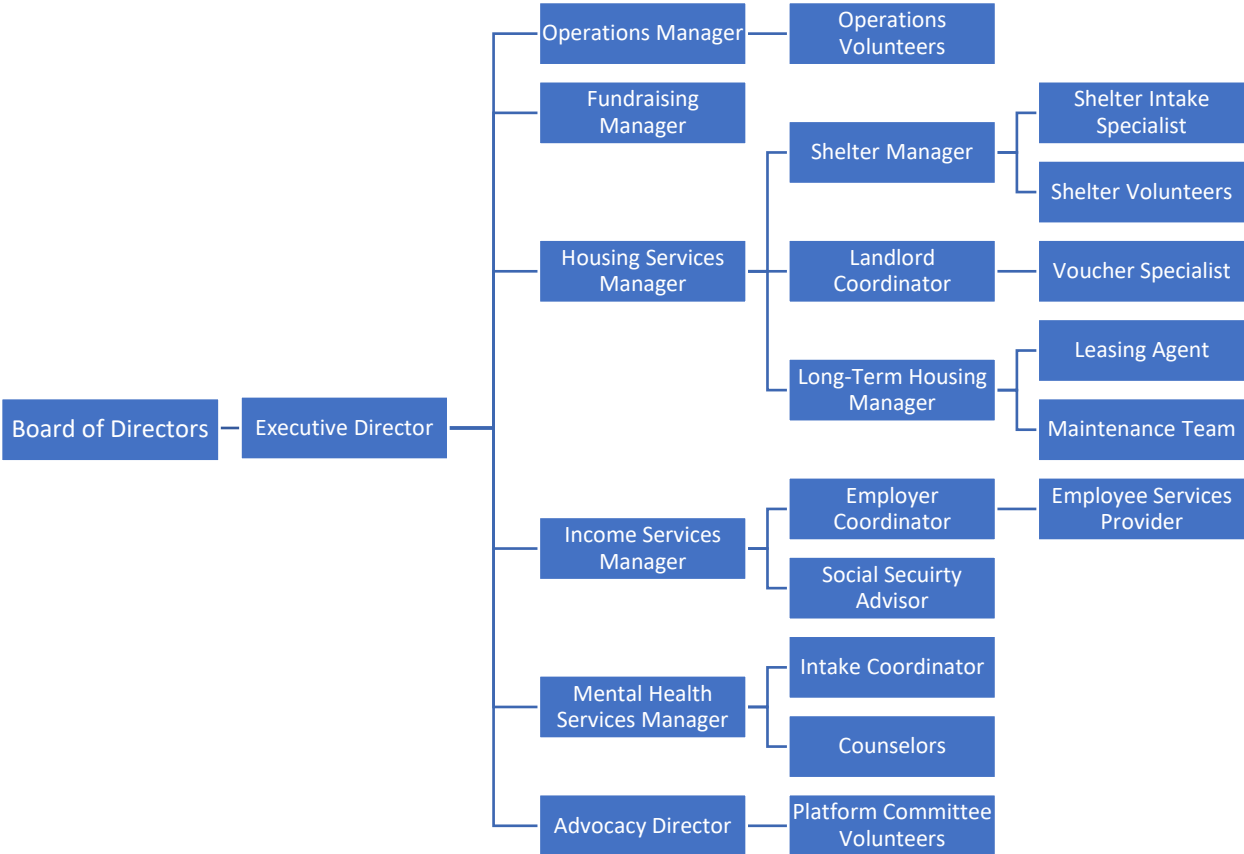 Operations Manager
Operations
Volunteers
Fundraising
Manager
Shelter Intake
Specialist
Shelter Manager
Shelter Volunteers
Housing Services
Manager
Landlord
Coordinator
Voucher Specialist
Leasing Agent
Long-Term Housing
Manager
Maintenance Team
Board of Directors
Executive Director
Employer
Coordinator
Employee Services
Provider
Income Services
Manager
Social Secuirty
Advisor
Intake Coordinator
Mental Health
Services Manager
Counselors
Advocacy Director
Platform Committee
Volunteers